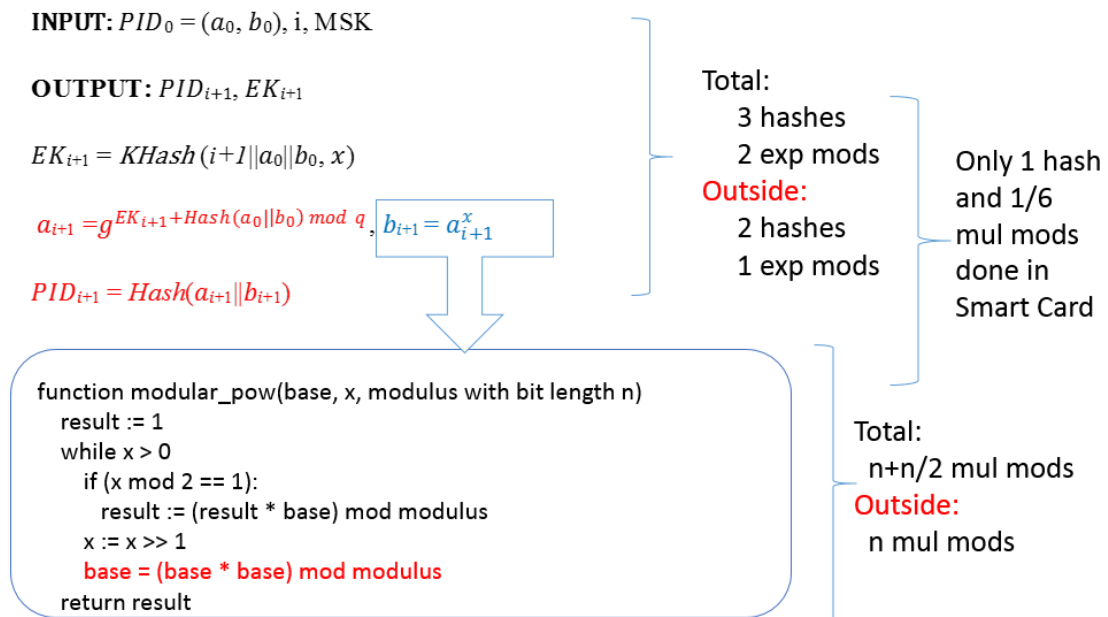 INPUT: PID₀ = (a₀, b₀), i, MSK
OUTPUT: PIDᵢ₊₁, EKᵢ₊₁
EKᵢ₊₁ = KHash (i+1||a₀||b₀, x)
aᵢ₊₁ =g^{EKᵢ₊₁+Hash(a₀||b₀) mod q}, bᵢ₊₁ = a_{i+1}^{x}
PIDᵢ₊₁ = Hash(aᵢ₊₁||bᵢ₊₁)
Total:
3 hashes
2 exp mods
Outside:
2 hashes
1 exp mods
Only 1 hash
and 1/6
mul mods
done in
Smart Card
function modular_pow(base, x, modulus with bit length n)
result := 1
while x > 0
if (x mod 2 == 1):
result := (result * base) mod modulus
x := x >> 1
base = (base * base) mod modulus
return result
Total:
n+n/2 mul mods
Outside:
n mul mods